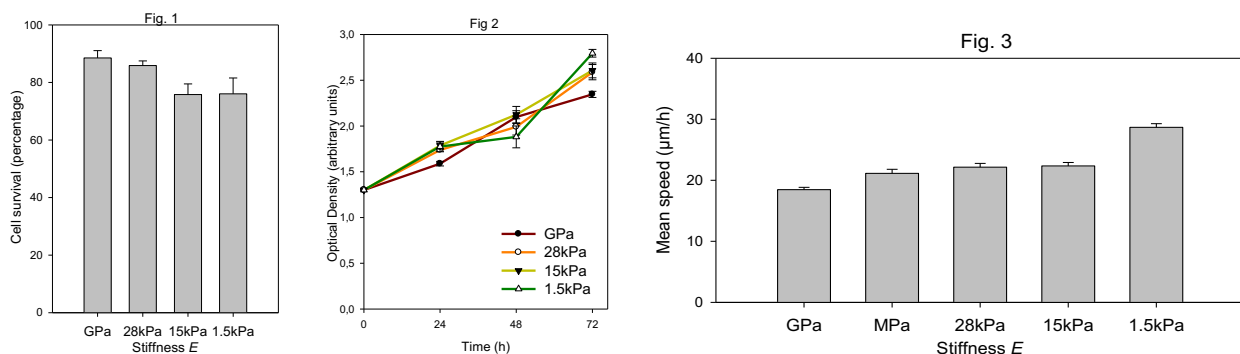 Fig. 1
Cell survival (percentage)
100
80
60
40
20
0
GPa 28kPa 15kPa 1.5kPa
Stiffness E
Fig 2
Optical Density (arbitrary units)
3,0
2,5
2,0
1,5
1,0
0,5
0,0
GPa
28kPa
15kPa
1.5kPa
0 24 48 72
Time (h)
Fig. 3
Mean speed (µm/h)
40
30
20
10
0
GPa MPa 28kPa 15kPa 1.5kPa
Stiffness E